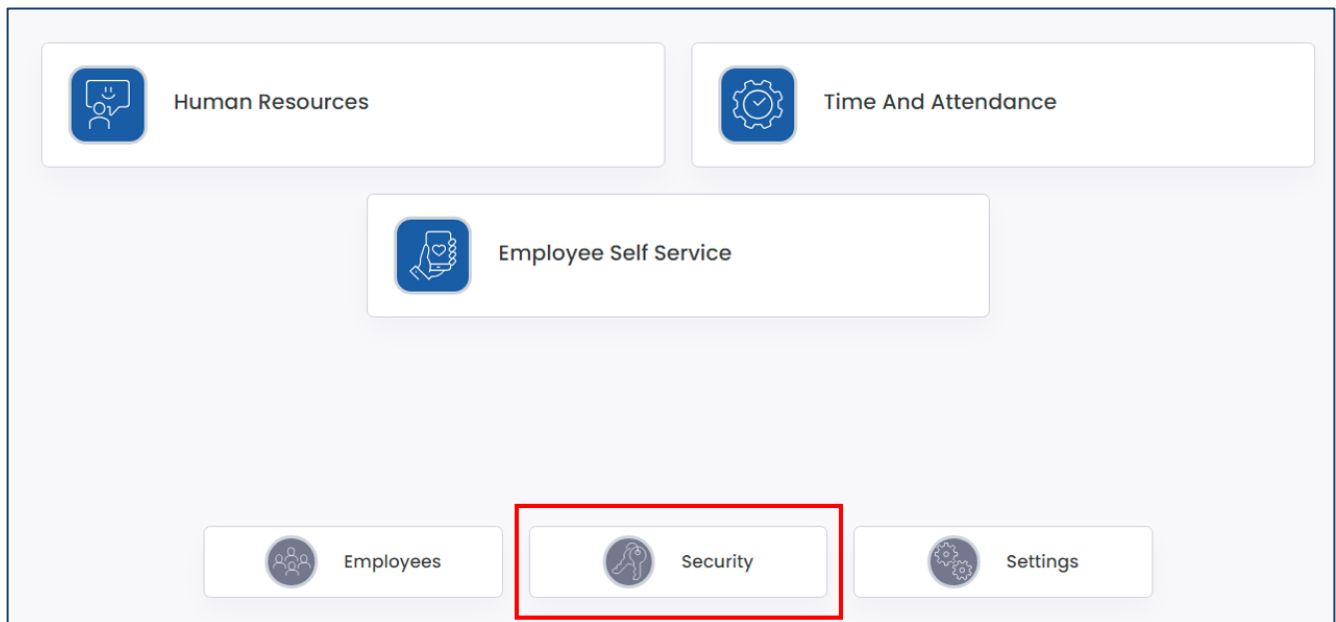 Human Resources
Time And Attendance
Employee Self Service
Employees
Security
Settings